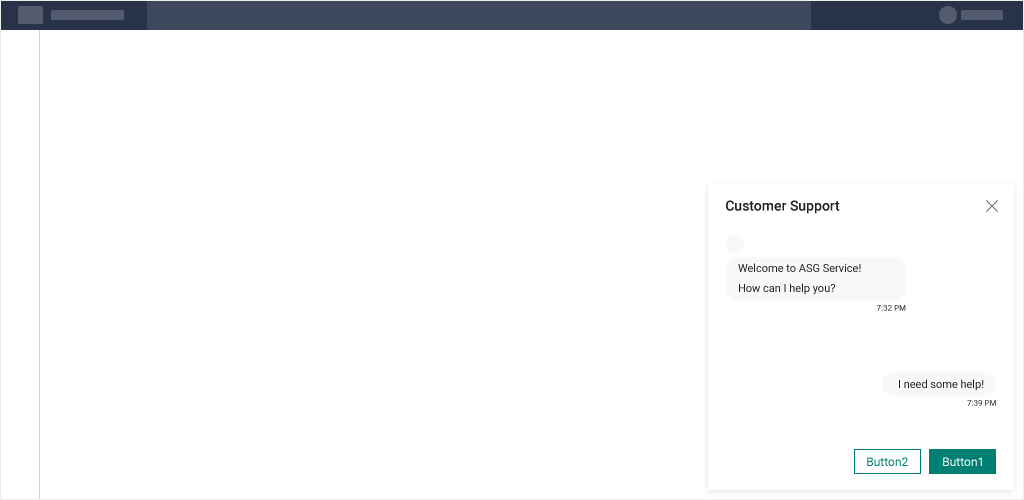 Customer Support
Welcome to ASG Service!
How can I help you?
7:32 PM
I need some help!
7:39 PM
Button2
Button1